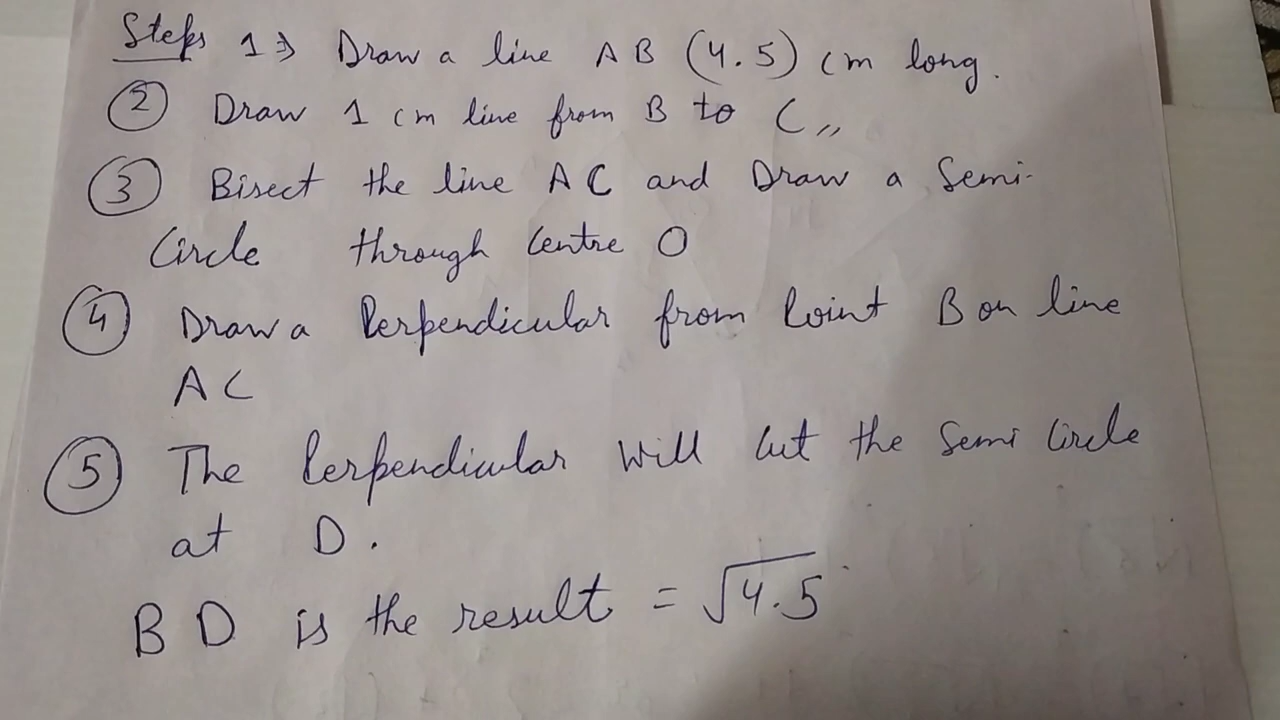 Steps 1⇒ Draw a line AB (4.5) cm long.
② Draw 1 cm line from B to C,,
③ Bisect the line AC and Draw a Semi-
Circle through Centre O
④ Draw a Perpendicular from Point B on line
AC
⑤ The Perpendicular will cut the Semi Circle
at D.
BD is the result = √4.5